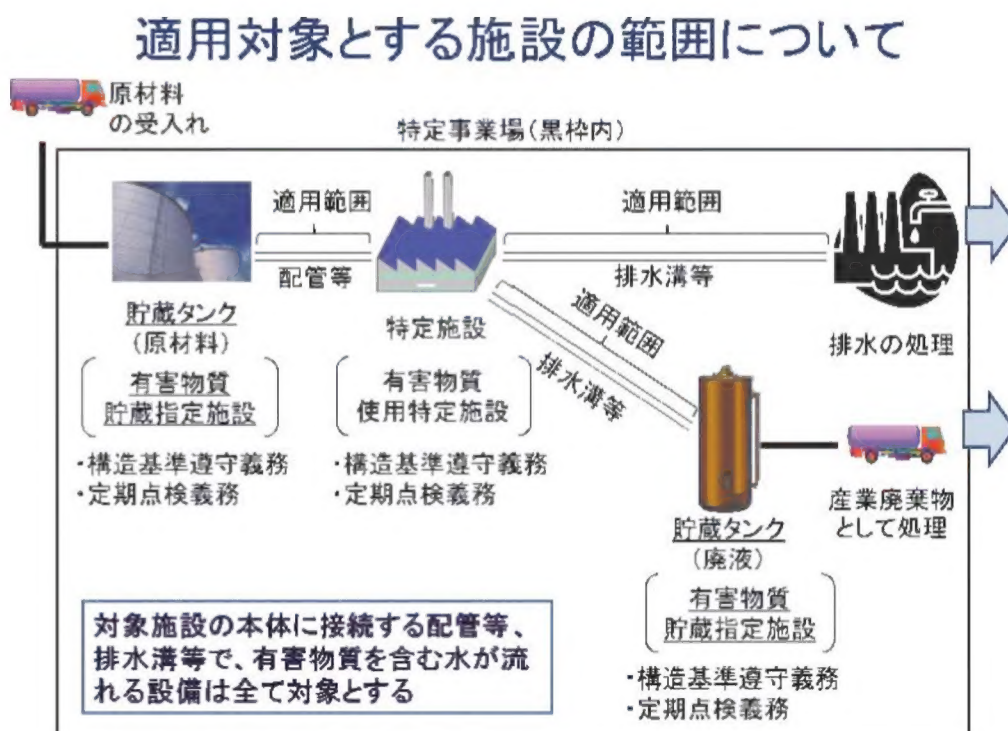 適用対象とする施設の範囲について
原材料
の受入れ
特定事業場(黒枠内)
適用範囲
配管等
適用範囲
排水溝等
適用範囲
排水溝等
貯蔵タンク
(原材料)
有害物質
貯蔵指定施設
・構造基準遵守義務
・定期点検義務
特定施設
有害物質
使用特定施設
・構造基準遵守義務
・定期点検義務
排水の処理
産業廃棄物
として処理
貯蔵タンク
(廃液)
有害物質
貯蔵指定施設
・構造基準遵守義務
・定期点検義務
対象施設の本体に接続する配管等、
排水溝等で、有害物質を含む水が流
れる設備は全て対象とする